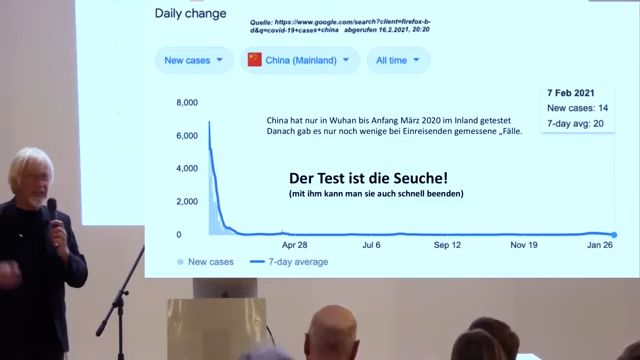 Daily change
Quelle: https://www.google.com/search?client=firefox-b-
d&q=covid-19+cases+china abgerufen 16.2.2021, 20:20
New cases
China (Mainland)
All time
7 Feb 2021
New cases: 14
7-day avg: 20
8,000
6,000
4,000
2,000
0
China hat nur in Wuhan bis Anfang März 2020 im Inland getestet
Danach gab es nur noch wenige bei Einreisenden gemessene „Fälle.
Der Test ist die Seuche!
(mit ihm kann man sie auch schnell beenden)
Apr 28
Jul 6
Sep 12
Nov 19
Jan 26
New cases
7-day average